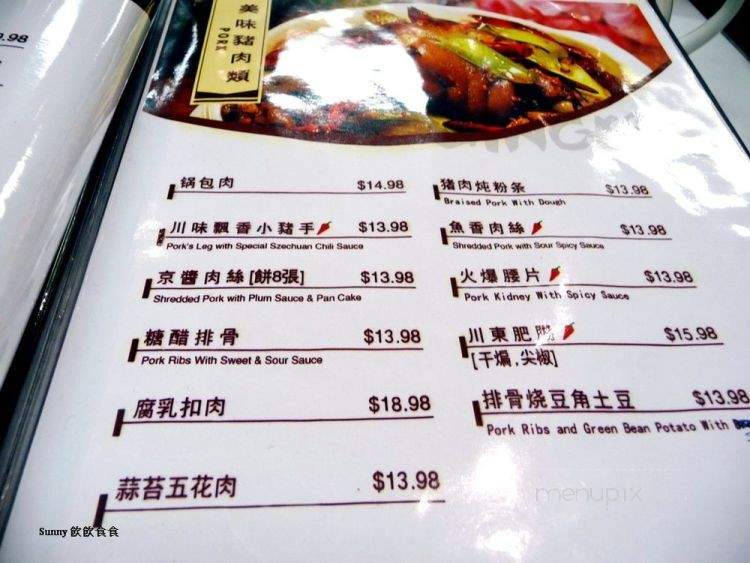 美味豬肉類
PORK
9.98
锅包肉 $14.98
川味飄香小豬手 $13.98
Pork's Leg with Special Szechuan Chili Sauce
京醬肉絲[餅8張] $13.98
Shredded Pork with Plum Sauce & Pan Cake
糖醋排骨 $13.98
Pork Ribs With Sweet & Sour Sauce
腐乳扣肉 $18.98
蒜苔五花肉 $13.98
猪肉炖粉条 $13.98
Braised Pork With Dough
魚香肉絲 $13.98
Shredded Pork with Sour Spicy Sauce
火爆腰片 $13.98
Pork Kidney With Spicy Sauce
川東肥腸 $15.98
[干煸,尖椒]
排骨烧豆角土豆 $13.98
Pork Ribs and Green Bean Potato With
menupix
Sunny 飲飲食食